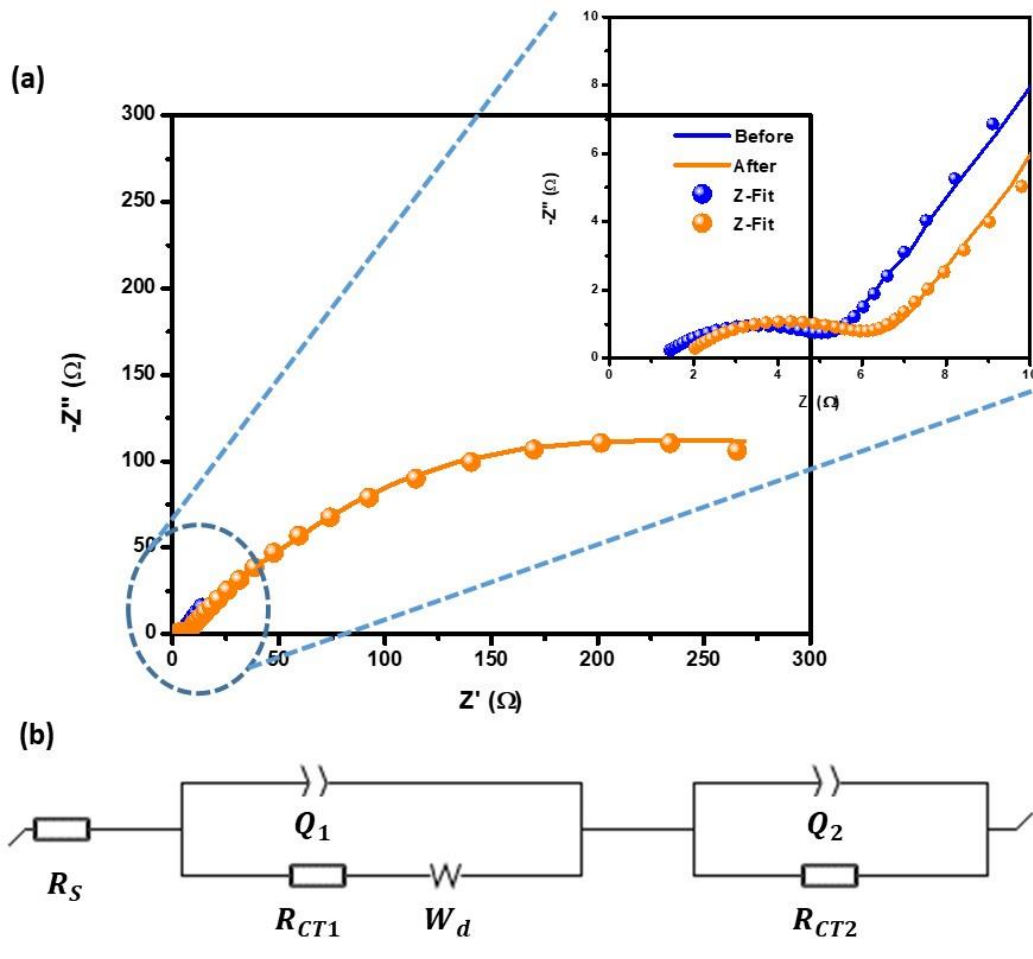 (a)
10
8
6
4
2
0
-Z'' (Ω)
Before
After
Z-Fit
Z-Fit
0 2 4 6 8 10
Z (Ω)
300
250
200
150
100
50
0
-Z'' (Ω)
0 50 100 150 200 250 300
Z' (Ω)
(b)
Q1 Q2
RS
RCT1 Wd RCT2